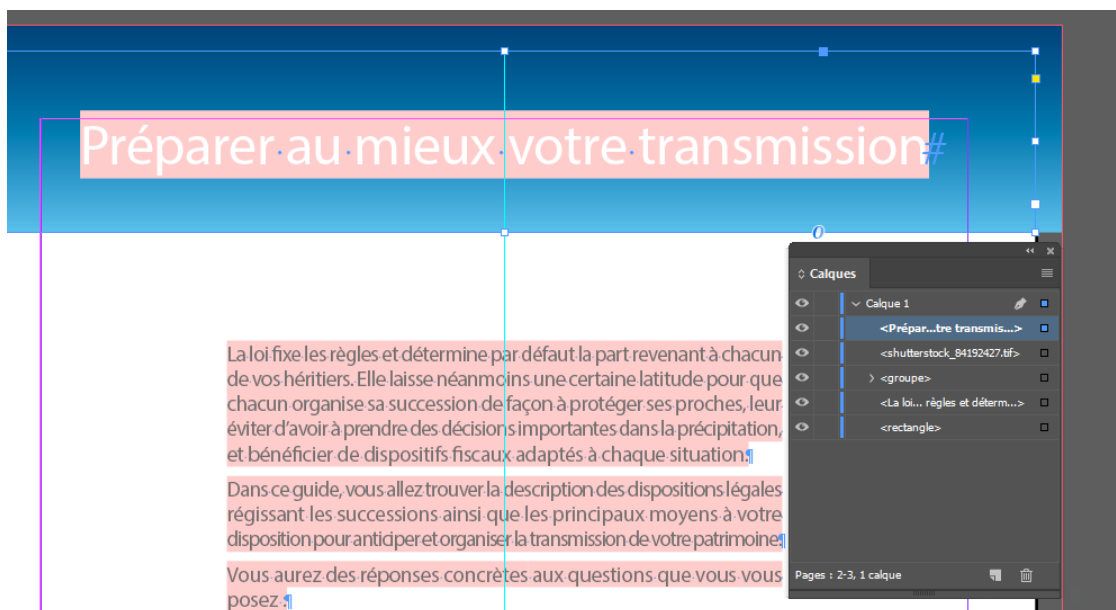 Préparer au mieux votre transmission#
La loi fixe les règles et détermine par défaut la part revenant à chacun
de vos héritiers. Elle laisse néanmoins une certaine latitude pour que
chacun organise sa succession de façon à protéger ses proches, leur
éviter d’avoir à prendre des décisions importantes dans la précipitation,
et bénéficier de dispositifs fiscaux adaptés à chaque situation.¶
Dans ce guide, vous allez trouver la description des dispositions légales
régissant les successions ainsi que les principaux moyens à votre
disposition pour anticiper et organiser la transmission de votre patrimoine.¶
Vous aurez des réponses concrètes aux questions que vous vous
posez :¶
Calques
Calque 1
<Prépar...tre transmis...>
<shutterstock_84192427.tif>
<groupe>
<La loi... règles et déterm...>
<rectangle>
Pages : 2-3, 1 calque